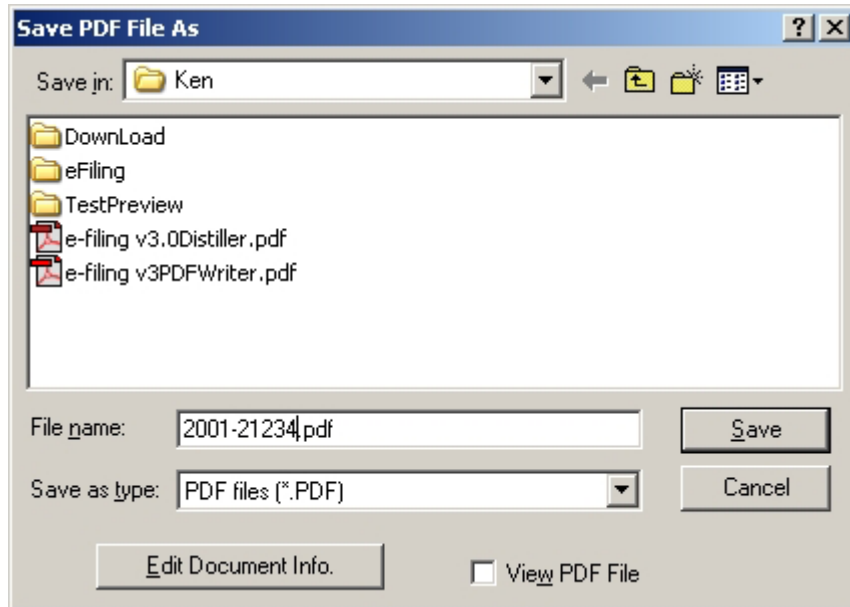 Save PDF File As
Save in: Ken
DownLoad
eFiling
TestPreview
e-filing v3.0Distiller.pdf
e-filing v3PDFWriter.pdf
File name: 2001-21234.pdf Save
Save as type: PDF files (*.PDF) Cancel
Edit Document Info. View PDF File